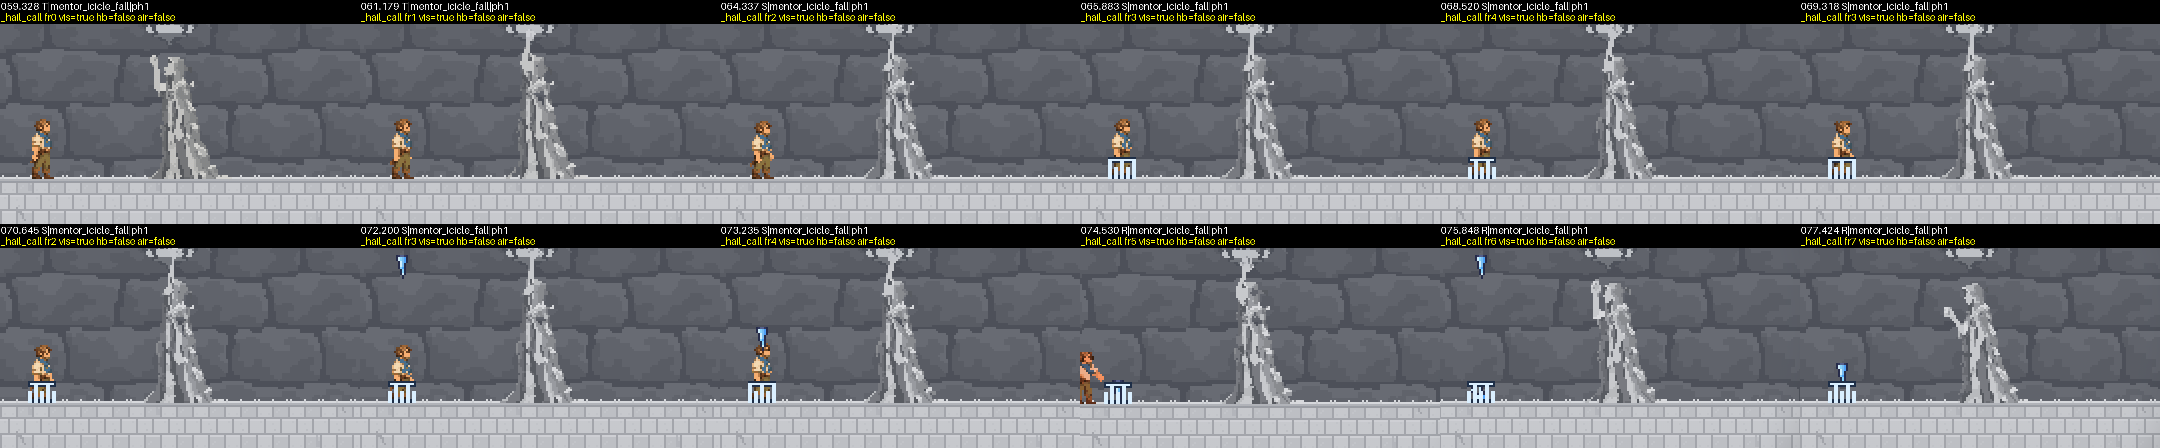 059.328 T|mentor_icicle_fall|ph1
_hail_call fr0 vis=true hb=false air=false
061.179 T|mentor_icicle_fall|ph1
_hail_call fr1 vis=true hb=false air=false
064.337 S|mentor_icicle_fall|ph1
_hail_call fr2 vis=true hb=false air=false
065.883 S|mentor_icicle_fall|ph1
_hail_call fr3 vis=true hb=false air=false
068.520 S|mentor_icicle_fall|ph1
_hail_call fr4 vis=true hb=false air=false
069.318 S|mentor_icicle_fall|ph1
_hail_call fr3 vis=true hb=false air=false
070.645 S|mentor_icicle_fall|ph1
_hail_call fr2 vis=true hb=false air=false
072.200 S|mentor_icicle_fall|ph1
_hail_call fr3 vis=true hb=false air=false
073.235 S|mentor_icicle_fall|ph1
_hail_call fr4 vis=true hb=false air=false
074.530 R|mentor_icicle_fall|ph1
_hail_call fr5 vis=true hb=false air=false
075.848 R|mentor_icicle_fall|ph1
_hail_call fr6 vis=true hb=false air=false
077.424 R|mentor_icicle_fall|ph1
_hail_call fr7 vis=true hb=false air=false